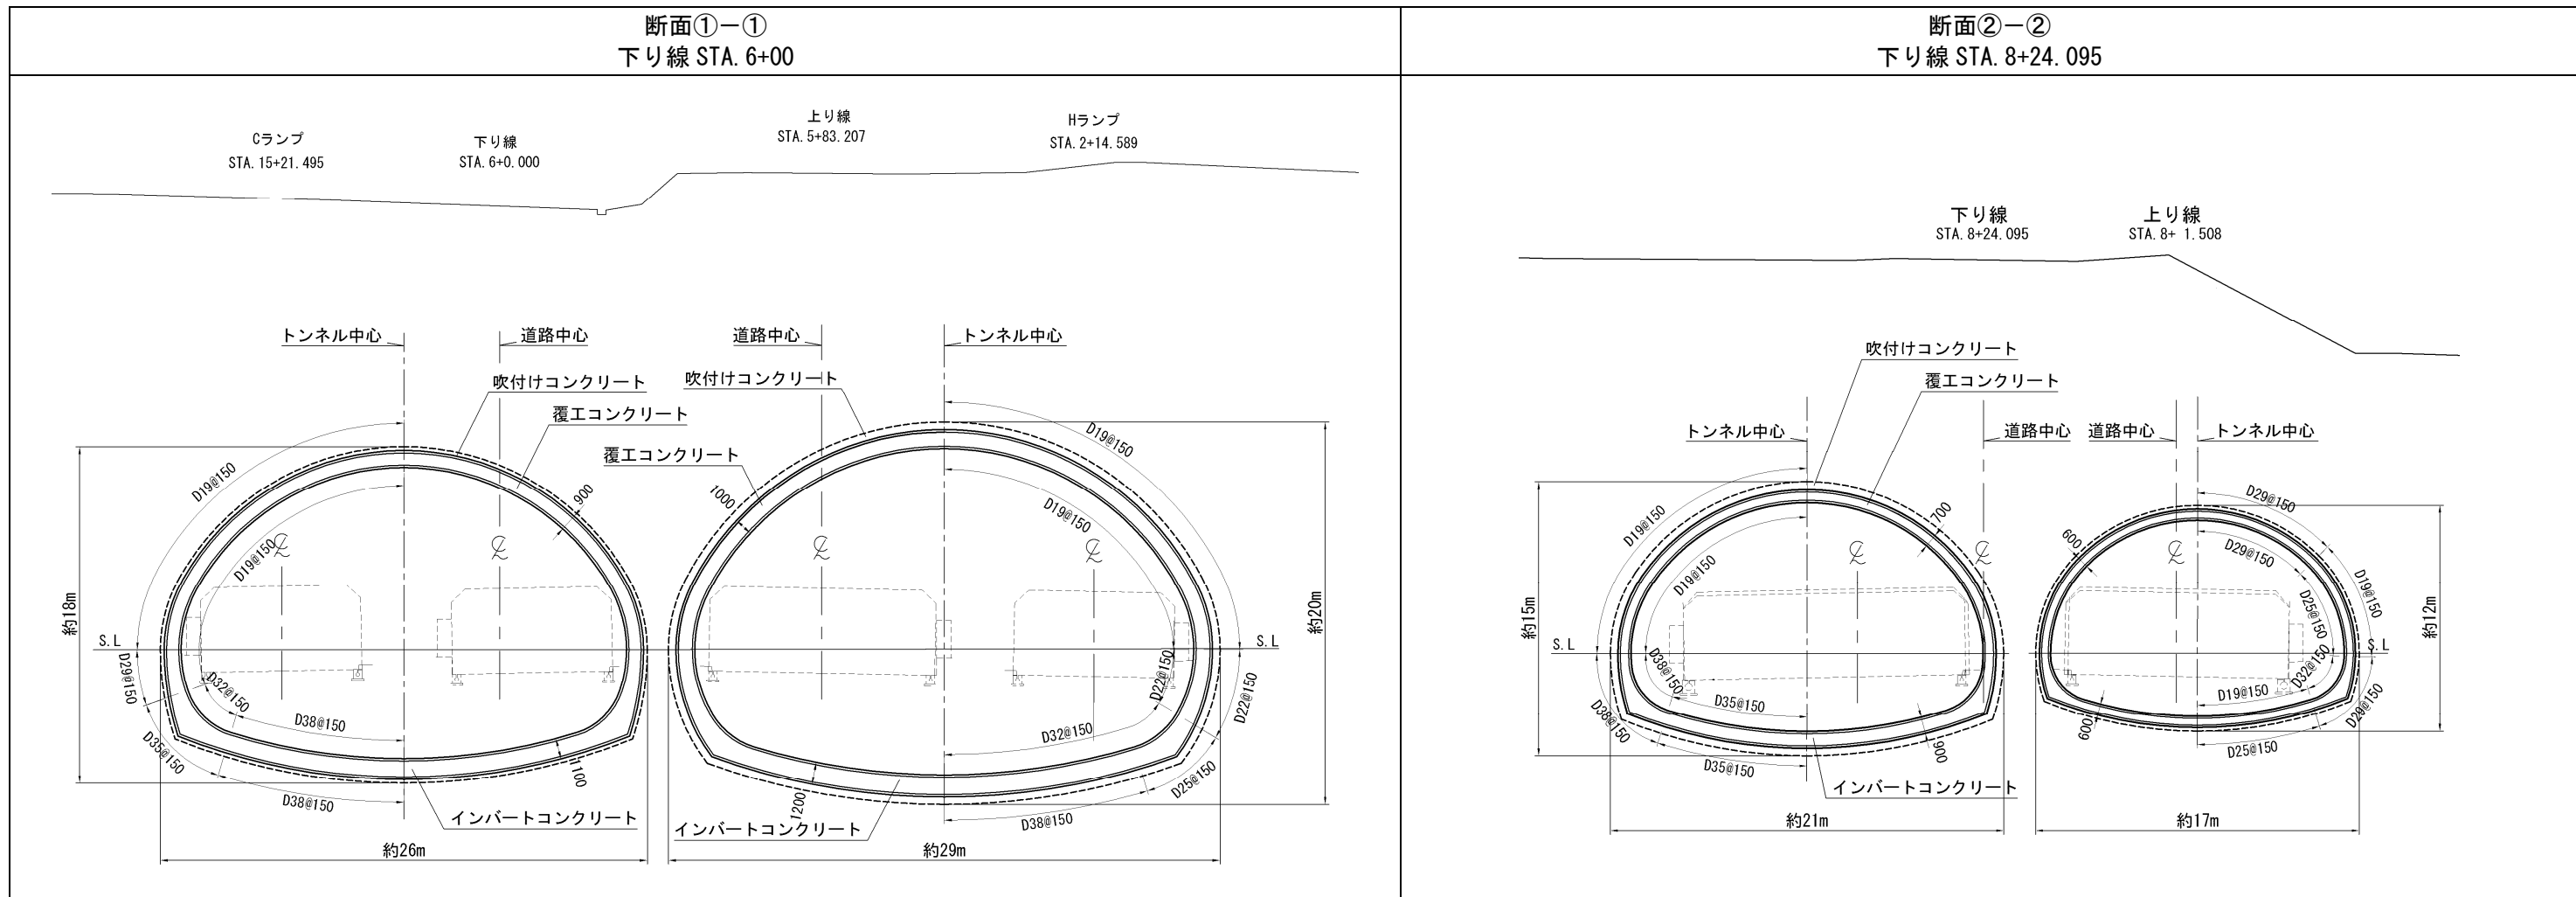 断面①－①
下り線 STA. 6+00
断面②－②
下り線 STA. 8+24. 095
Cランプ
STA. 15+21. 495
下り線
STA. 6+0. 000
上り線
STA. 5+83. 207
Hランプ
STA. 2+14. 589
トンネル中心
道路中心
吹付けコンクリート
覆工コンクリート
D19@150
D19@150
900
約18m
S. L
D29@150
D32@150
D38@150
D35@150
D38@150
1100
インバートコンクリート
約26m
道路中心
トンネル中心
吹付けコンクリート
覆工コンクリート
1000
D19@150
D19@150
約20m
S. L
D22@150
D22@150
D32@150
D25@150
D38@150
1200
インバートコンクリート
約29m
下り線
STA. 8+24. 095
上り線
STA. 8+ 1. 508
吹付けコンクリート
覆工コンクリート
トンネル中心
道路中心
D19@150
D19@150
700
約15m
S. L
D38@150
D35@150
D38@150
D35@150
900
インバートコンクリート
約21m
道路中心
トンネル中心
D29@150
D29@150
600
D19@150
D25@150
約12m
S. L
D32@150
D19@150
D29@150
D25@150
600
約17m